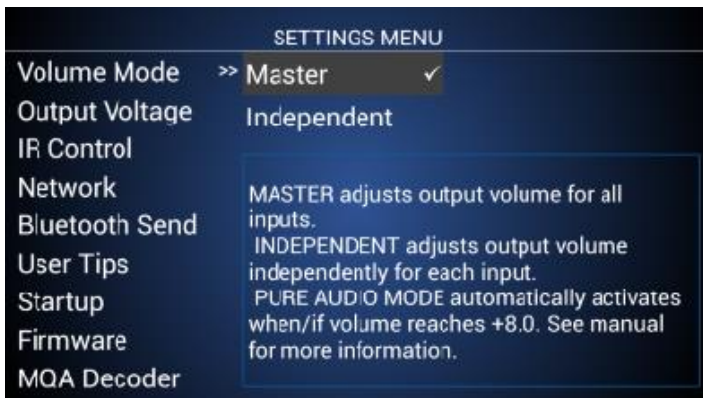 SETTINGS MENU
Volume Mode >> Master ✓
Output Voltage
Independent
IR Control
Network
Bluetooth Send
User Tips
Startup
Firmware
MQA Decoder
MASTER adjusts output volume for all
inputs.
INDEPENDENT adjusts output volume
independently for each input.
PURE AUDIO MODE automatically activates
when/if volume reaches +8.0. See manual
for more information.